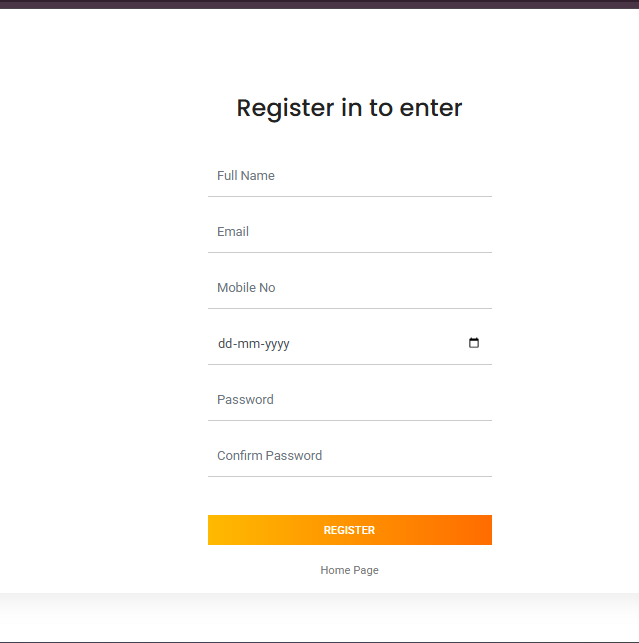 Register in to enter
Full Name
Email
Mobile No
dd-mm-yyyy
Password
Confirm Password
REGISTER
Home Page